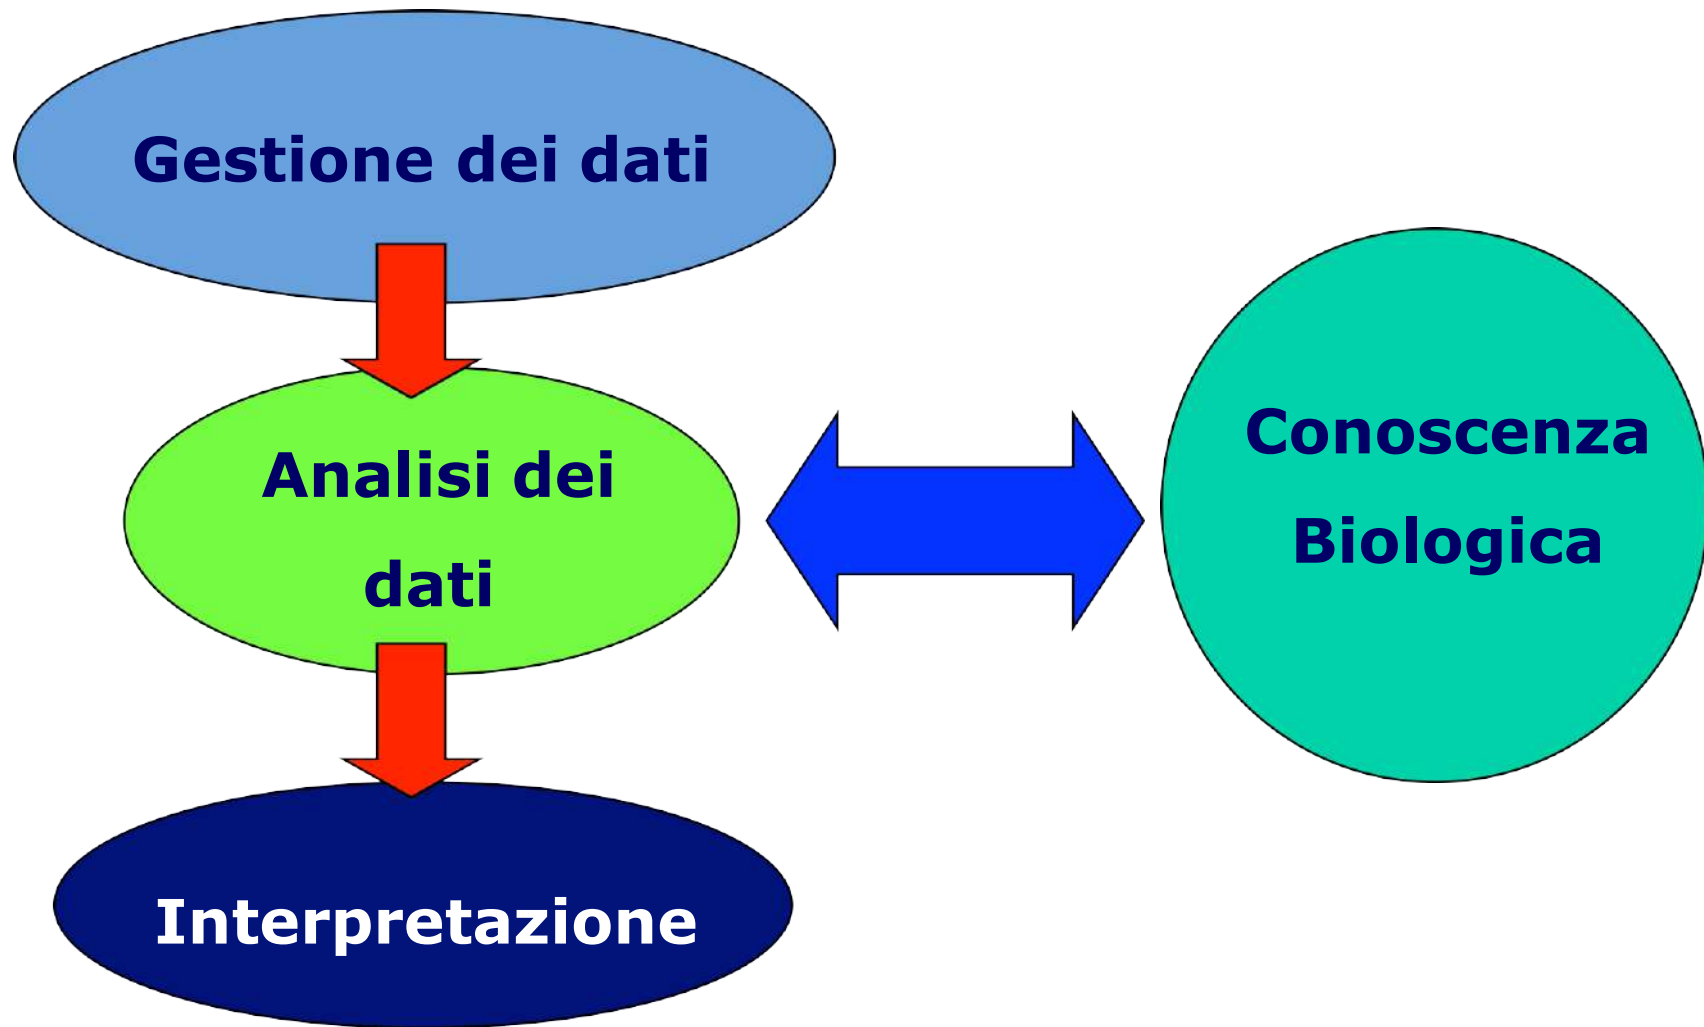 Gestione dei dati
Analisi dei
dati
Interpretazione
Conoscenza
Biologica